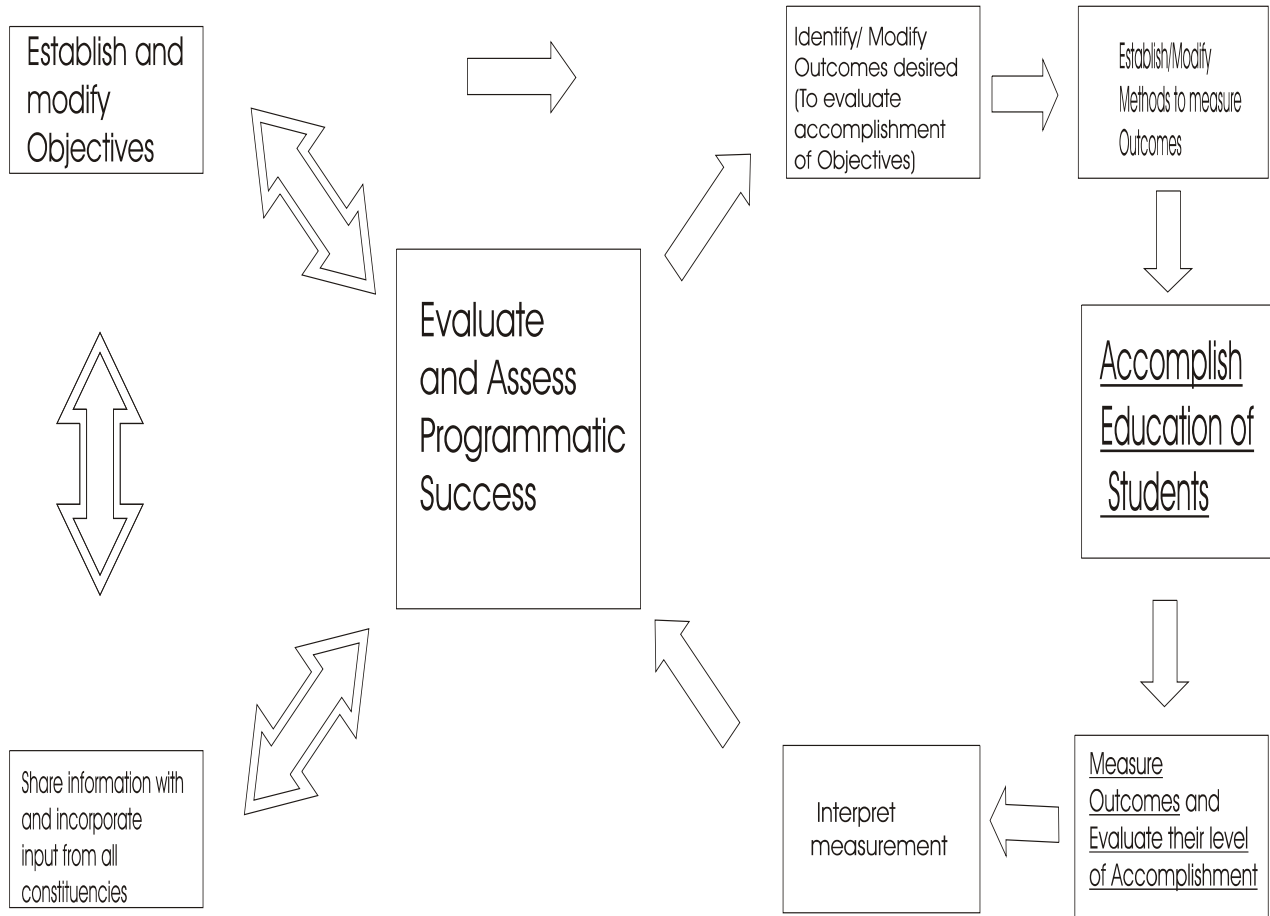 Establish and
modify
Objectives
Identify/ Modify
Outcomes desired
(To evaluate
accomplishment
of Objectives)
Establish/Modify
Methods to measure
Outcomes
Evaluate
and Assess
Programmatic
Success
Accomplish
Education of
Students
Share information with
and incorporate
input from all
constituencies
Interpret
measurement
Measure
Outcomes and
Evaluate their level
of Accomplishment